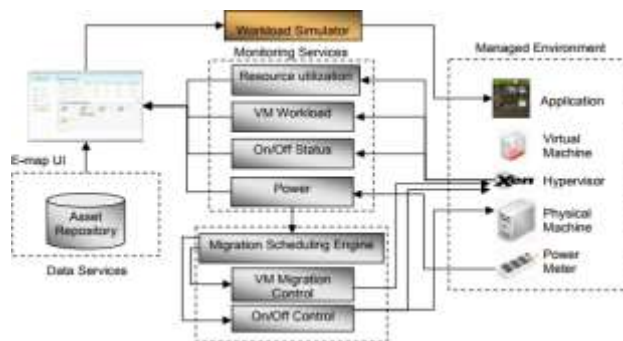 Workload Simulator
Monitoring Services
Managed Environment
Resource utilization
Application
VM Workload
Virtual
Machine
On/Off Status
E-map UI
Xen
Hypervisor
Power
Asset
Repository
Physical
Machine
Migration Scheduling Engine
Data Services
Power
Meter
VM Migration
Control
On/Off Control